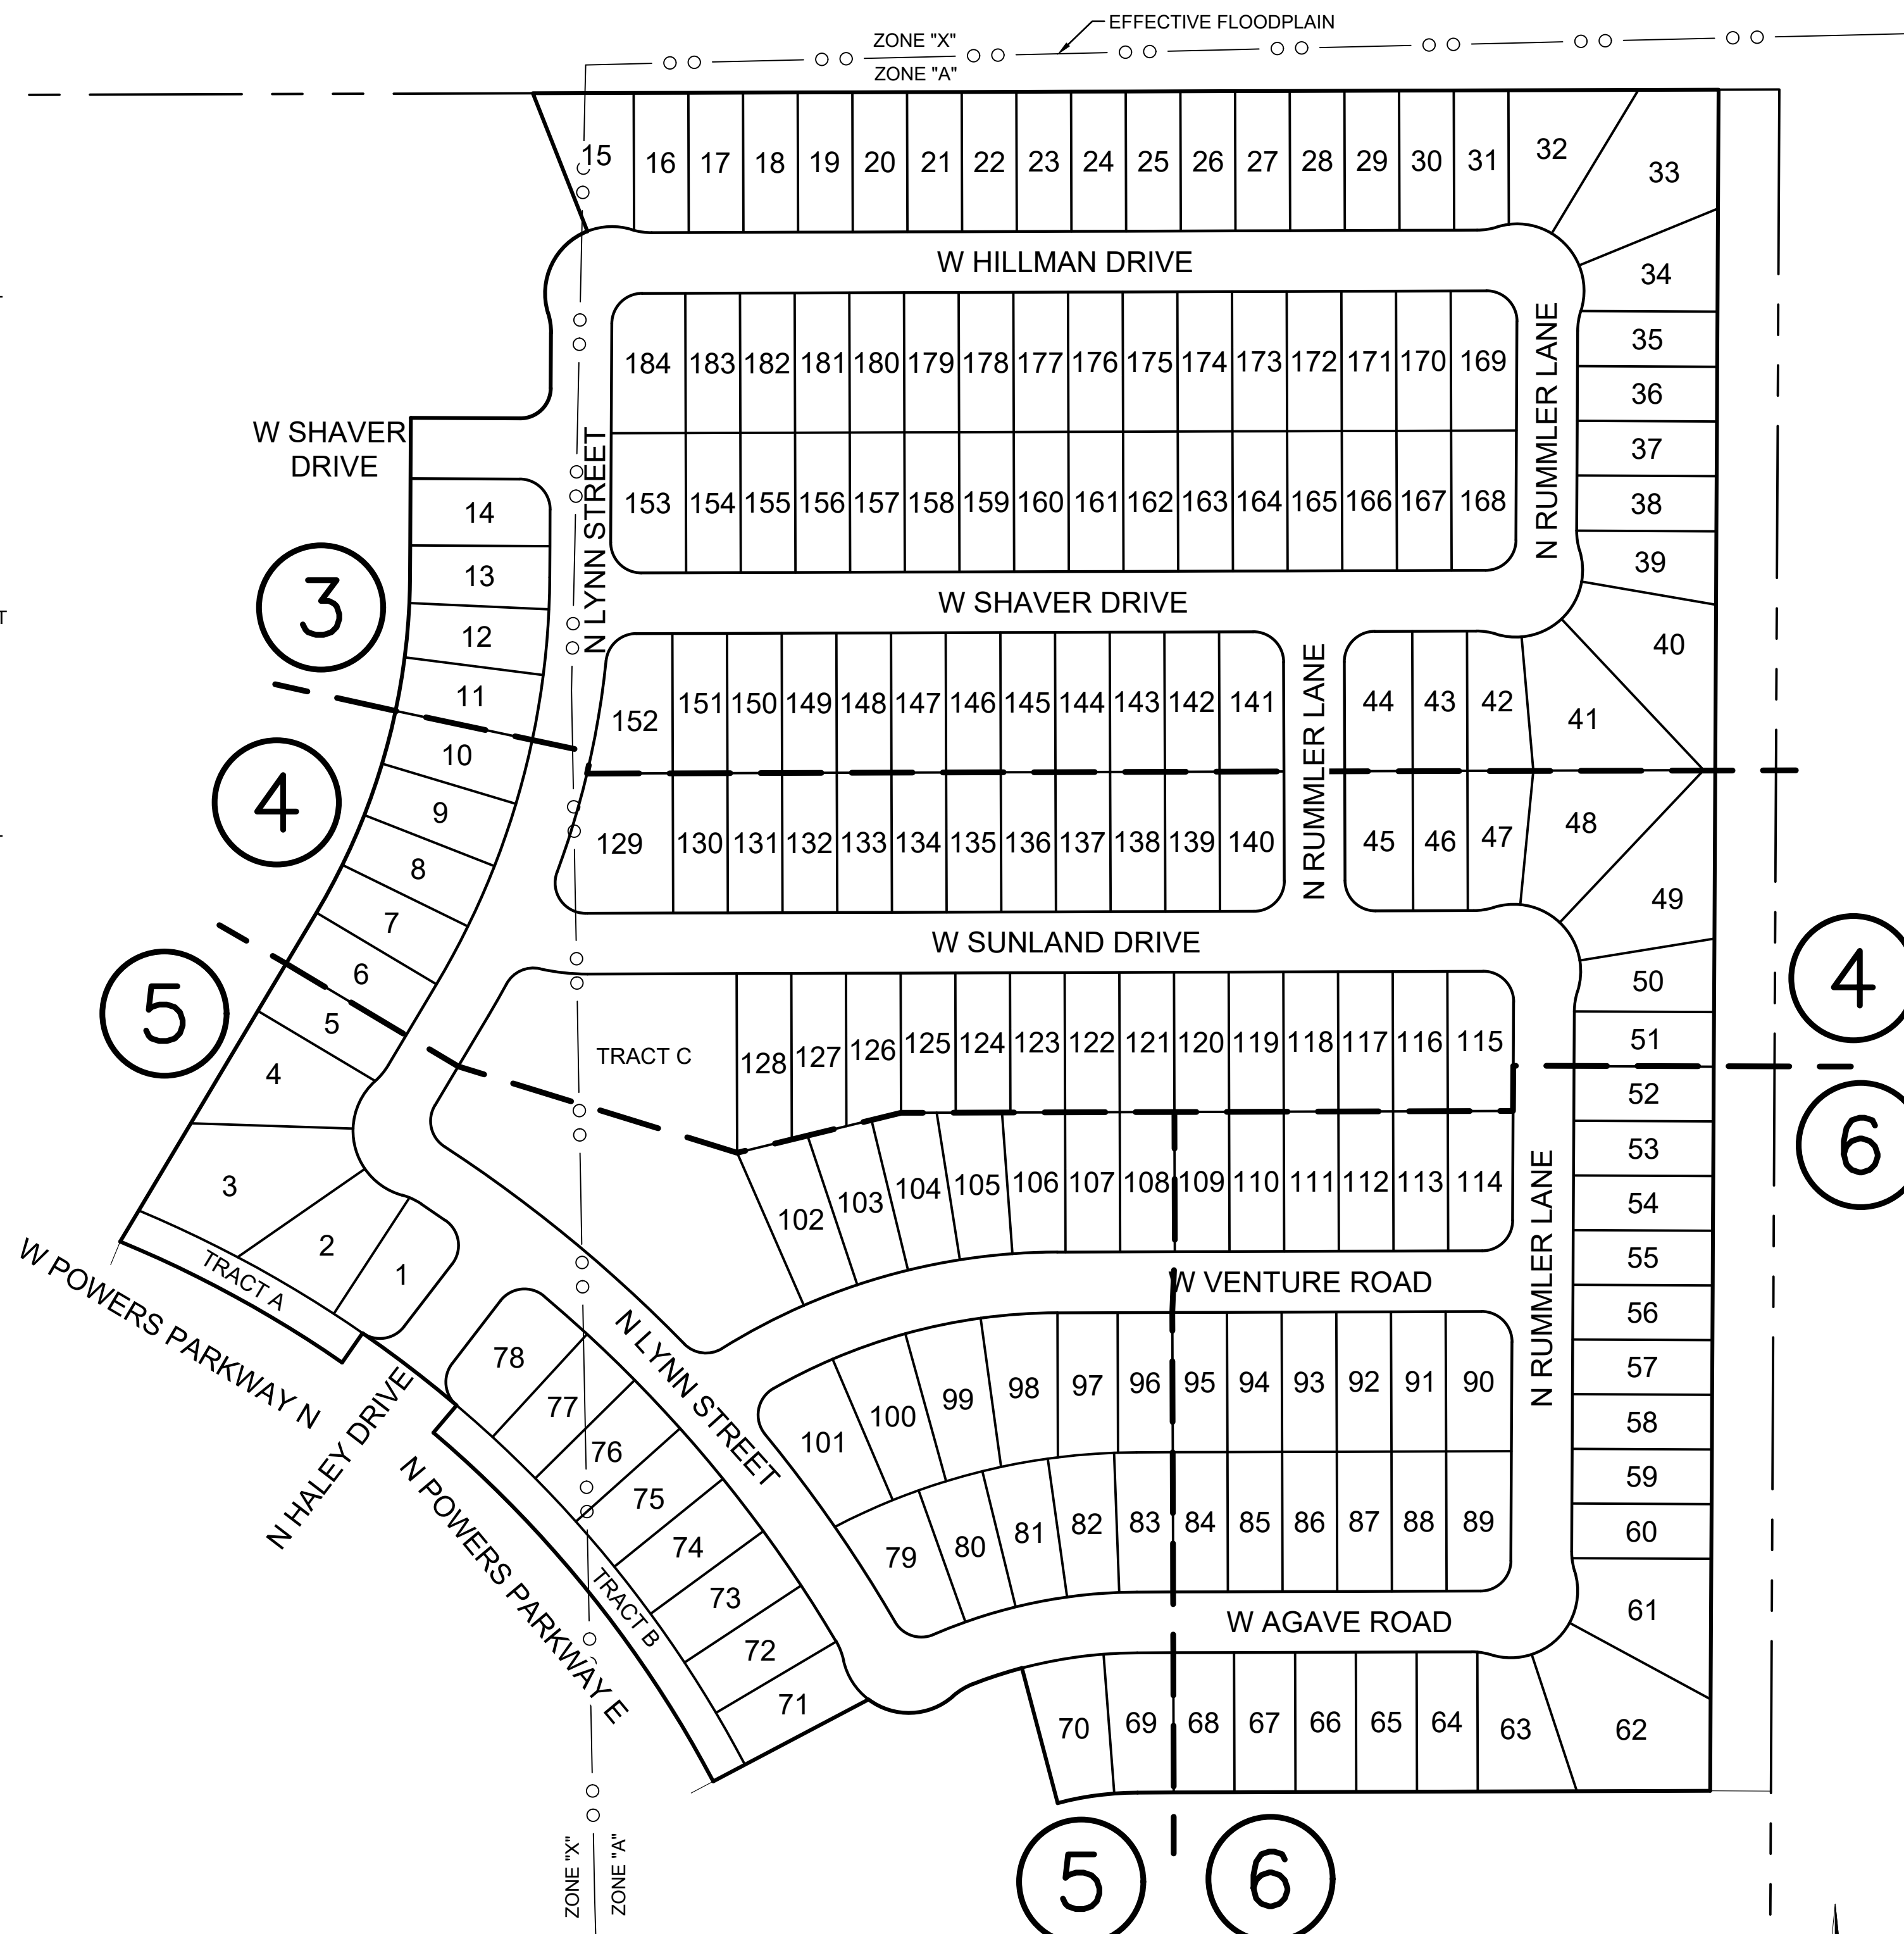 EFFECTIVE FLOODPLAIN
ZONE "X"
ZONE "A"
15 16 17 18 19 20 21 22 23 24 25 26 27 28 29 30 31 32 33
W HILLMAN DRIVE
34
N RUMMLER LANE
35
184 183 182 181 180 179 178 177 176 175 174 173 172 171 170 169
36
W SHAVER
DRIVE
N LYNN STREET
37
153 154 155 156 157 158 159 160 161 162 163 164 165 166 167 168
38
14
39
13
3
W SHAVER DRIVE
12
40
11
152 151 150 149 148 147 146 145 144 143 142 141
N RUMMLER LANE
44 43 42 41
10
4
9
129 130 131 132 133 134 135 136 137 138 139 140
45 46 47 48
8
49
7
W SUNLAND DRIVE
6
50
4
5
5
TRACT C
128 127 126 125 124 123 122 121 120 119 118 117 116 115
51
4
52
6
53
3
102 103 104 105 106 107 108 109 110 111 112 113 114
54
N RUMMLER LANE
2
1
TRACT A
55
W POWERS PARKWAY N
W VENTURE ROAD
56
N LYNN STREET
57
78
77
76
75
74
73
72
71
101 100 99 98 97 96 95 94 93 92 91 90
58
N HALEY DRIVE
N POWERS PARKWAY E
TRACT B
59
79 80 81 82 83 84 85 86 87 88 89
60
61
W AGAVE ROAD
70 69 68 67 66 65 64 63 62
ZONE "X"
ZONE "A"
5
6
T